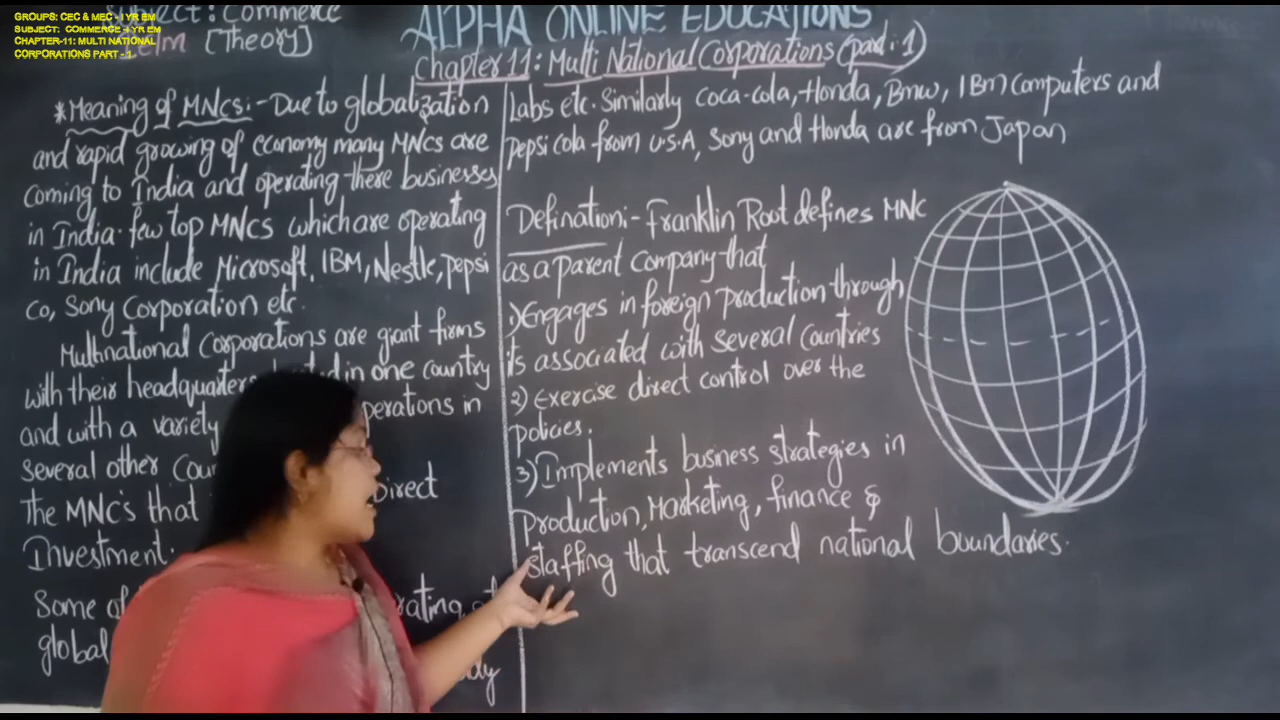 GROUPS: CEC & MEC - I YR EM
SUBJECT: COMMERCE - I YR EM
CHAPTER-11: MULTI NATIONAL
CORPORATIONS PART - 1.
Subject: Commerce
[Theory]
ALPHA ONLINE EDUCATIONS
Chapter 11: Multi National Corporations (part:1)
*Meaning of MNCs:- Due to globalization
and rapid growing of economy many MNCs are
coming to India and operating there businesses
in India. few top MNCs which are operating
in India include Microsoft, IBM, Nestle, pepsi
Co, Sony Corporation etc.
Multinational Corporations are giant firms
with their headquarters in one country
and with a variety operations in
several other
The MNC's that Direct
Investment.
Some of rating
global
Labs etc. Similarly coca-cola, Honda, Bmw, IBM Computers and
pepsi cola from U.S.A, Sony and Honda are from Japan
Defination:- Franklin Root defines MNC
as a parent company that
1) Engages in foreign production through
its associated with several countries
2) Exercise direct control over the
policies.
3) Implements business strategies in
production, Marketing, finance &
staffing that transcend national boundaries.